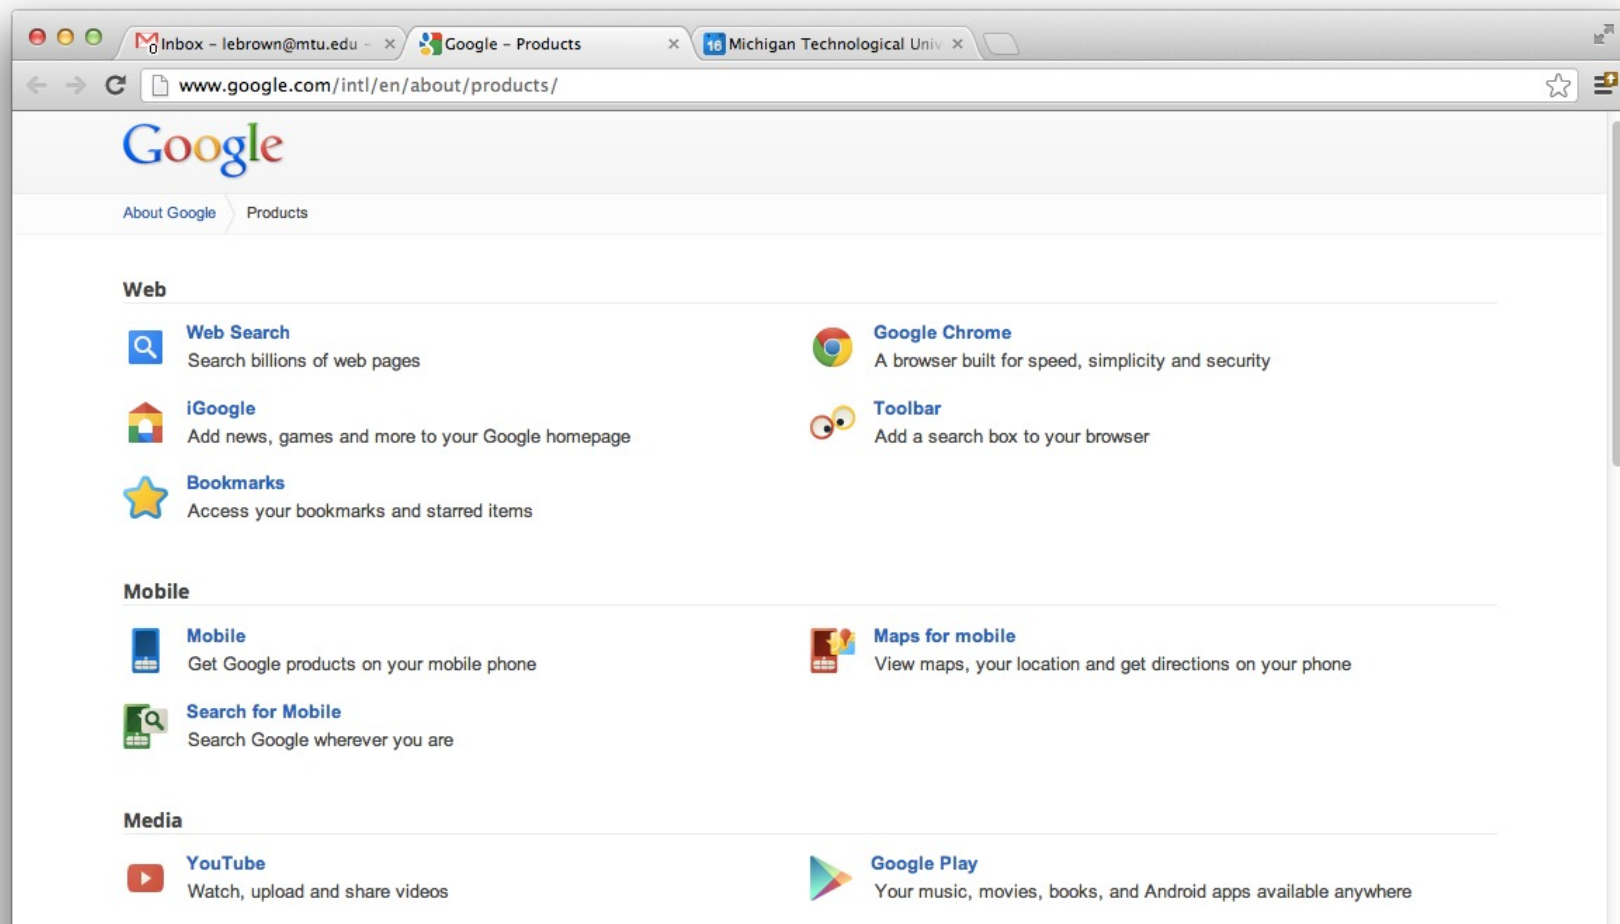 Inbox – lebrown@mtu.edu –
Google – Products
16 Michigan Technological Univ
www.google.com/intl/en/about/products/
Google
About Google Products
Web
Web Search
Search billions of web pages
Google Chrome
A browser built for speed, simplicity and security
iGoogle
Add news, games and more to your Google homepage
Toolbar
Add a search box to your browser
Bookmarks
Access your bookmarks and starred items
Mobile
Mobile
Get Google products on your mobile phone
Maps for mobile
View maps, your location and get directions on your phone
Search for Mobile
Search Google wherever you are
Media
YouTube
Watch, upload and share videos
Google Play
Your music, movies, books, and Android apps available anywhere